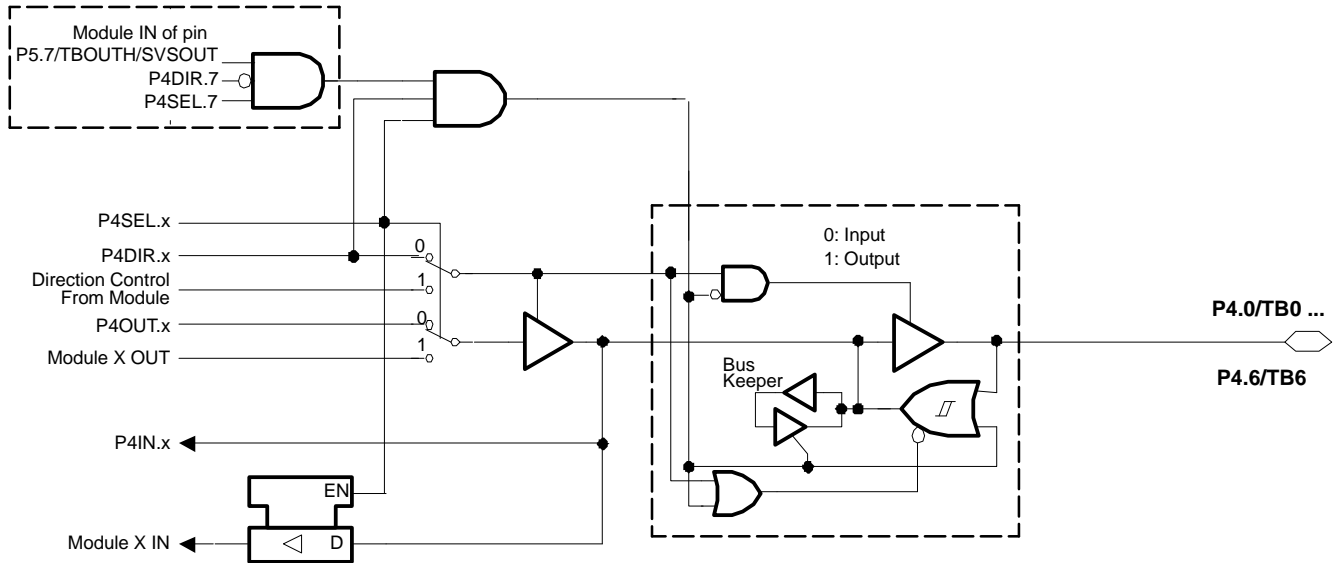 Module IN of pin
P5.7/TBOUTH/SVSOUT
P4DIR.7
P4SEL.7
P4SEL.x
P4DIR.x
0
Direction Control
From Module
1
P4OUT.x
0
Module X OUT
1
P4IN.x
EN
Module X IN
D
0: Input
1: Output
Bus
Keeper
P4.0/TB0 ...
P4.6/TB6